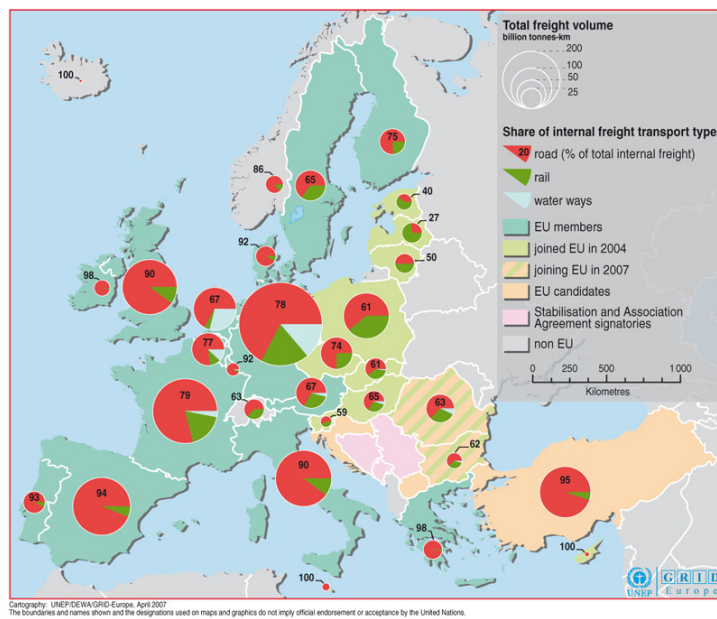 Total freight volume
billion tonnes-km
200
100
50
25
Share of internal freight transport type
20 road (% of total internal freight)
rail
water ways
EU members
joined EU in 2004
joining EU in 2007
EU candidates
Stabilisation and Association
Agreement signatories
non EU
0 250 500 1000
Kilometres
100
75
86
65
40
27
92
50
98
90
67
78
61
77
74
92
61
79
63
67
65
63
59
62
93
94
90
95
98
100
100
UNEP
G R I D
E u r o p e
Cartography: UNEP/DEWA/GRID-Europe, April 2007
The boundaries and names shown and the designations used on maps and graphics do not imply official endorsement or acceptance by the United Nations.